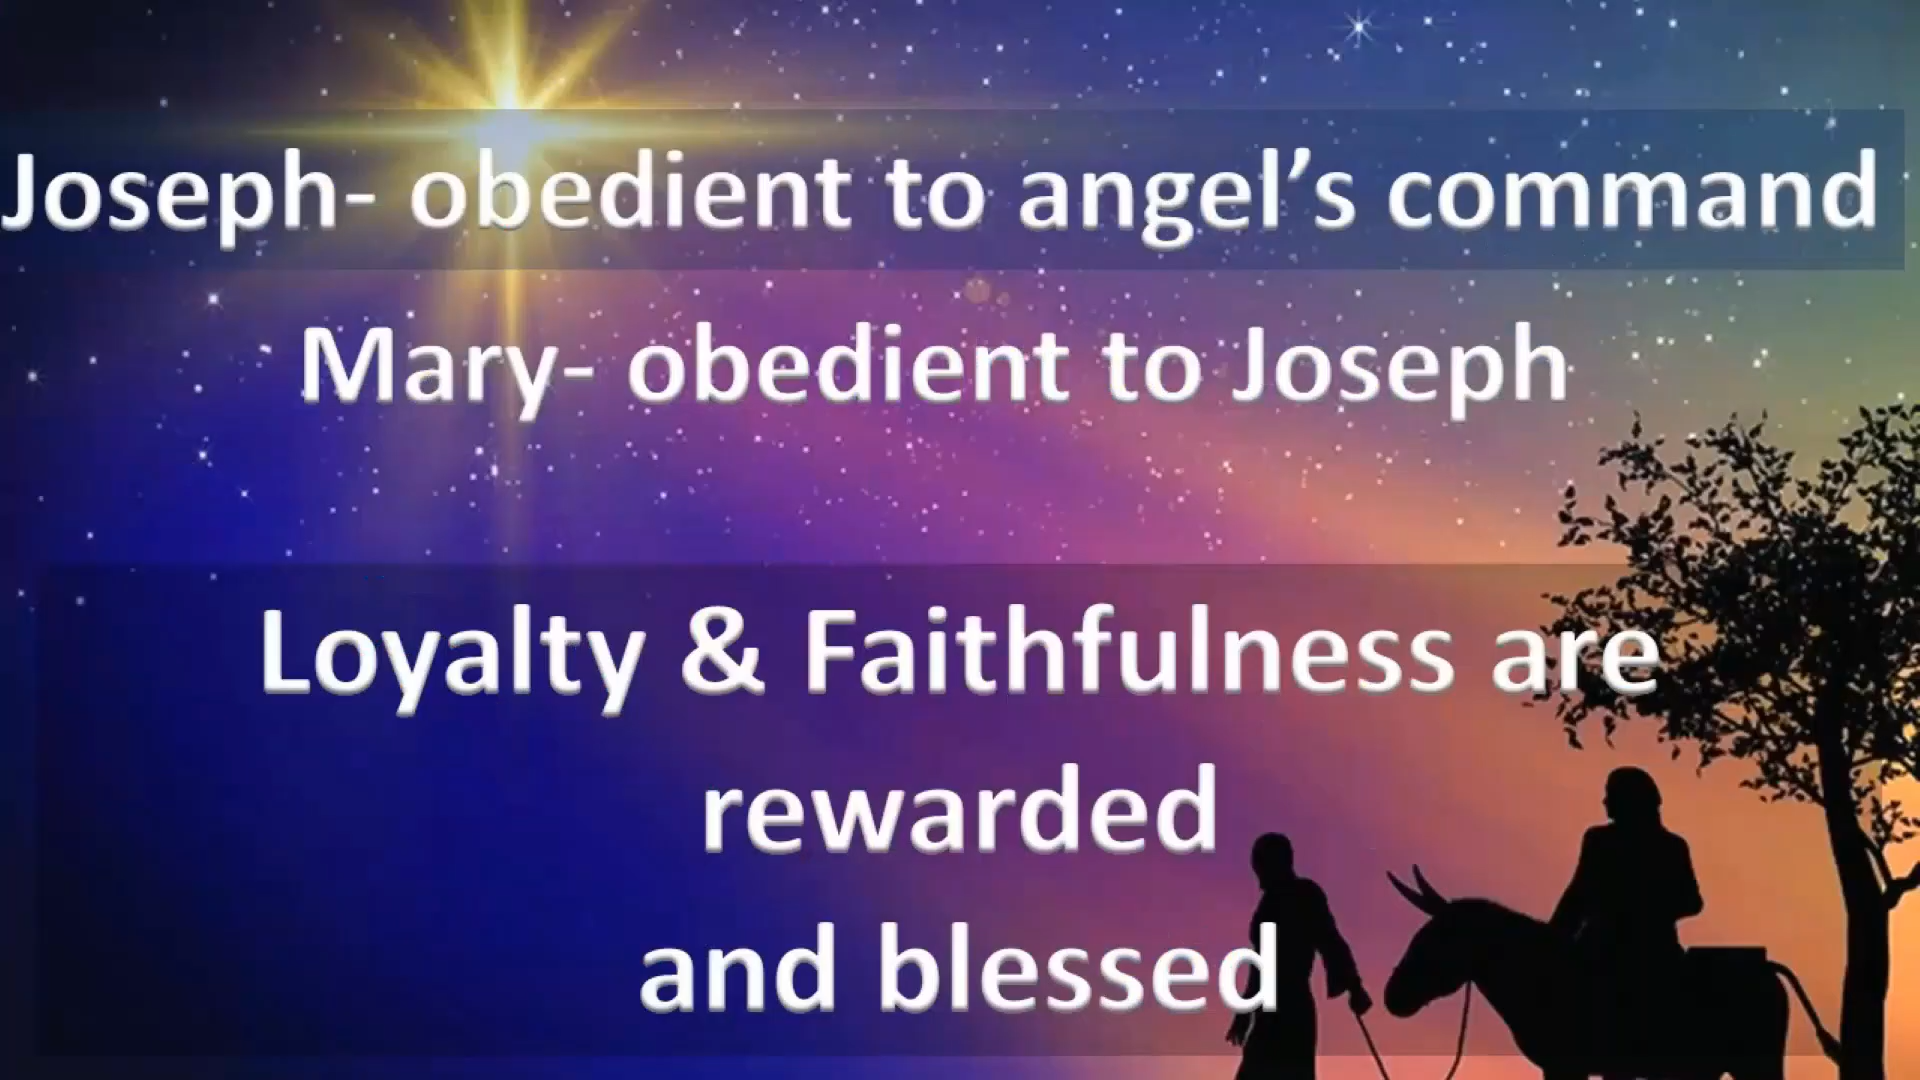 Joseph- obedient to angel’s command
Mary- obedient to Joseph
Loyalty & Faithfulness are
rewarded
and blessed